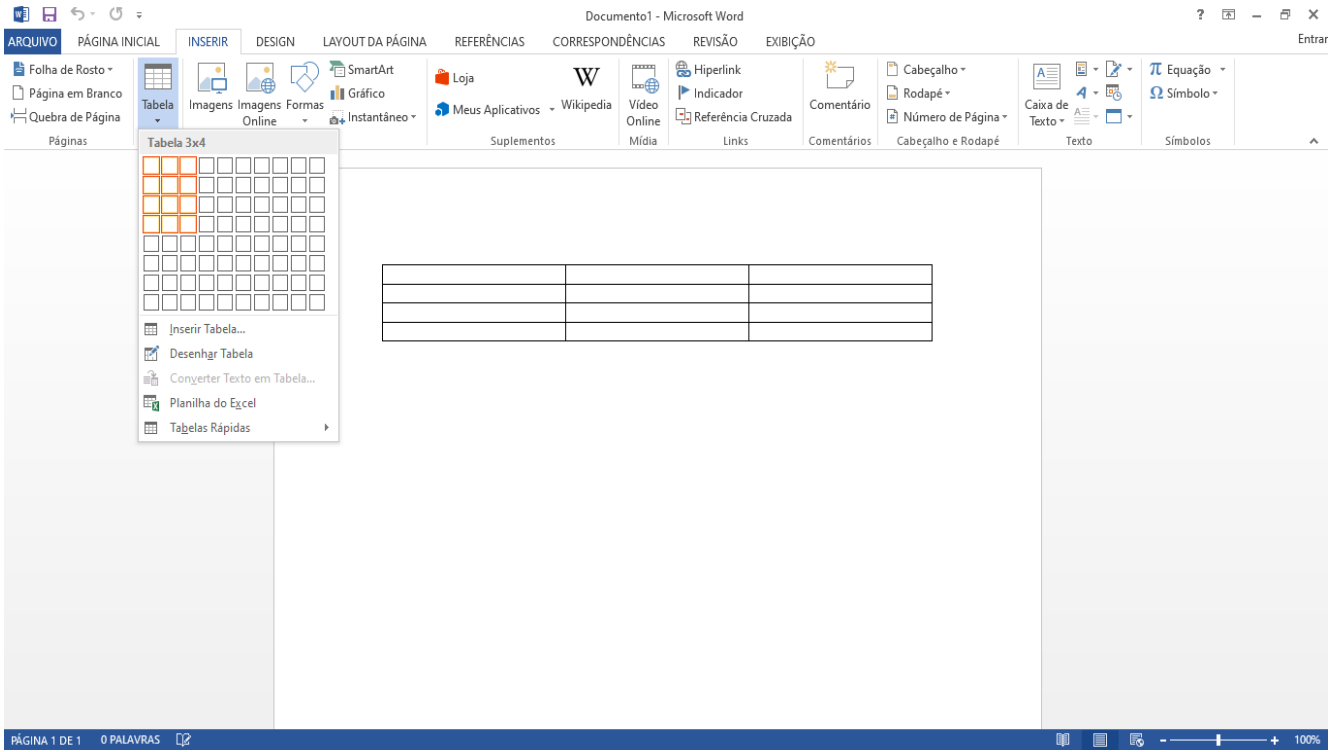 Documento1 - Microsoft Word
?
ARQUIVO PÁGINA INICIAL INSERIR DESIGN LAYOUT DA PÁGINA REFERÊNCIAS CORRESPONDÊNCIAS REVISÃO EXIBIÇÃO Entrar
Folha de Rosto
Página em Branco
Quebra de Página
Páginas
Tabela
Imagens
Imagens Online
Formas
SmartArt
Gráfico
Instantâneo
Loja
Meus Aplicativos
Wikipedia
Suplementos
Vídeo Online
Mídia
Hiperlink
Indicador
Referência Cruzada
Links
Comentário
Comentários
Cabeçalho
Rodapé
Número de Página
Cabeçalho e Rodapé
Caixa de Texto
Texto
Equação
Símbolo
Símbolos
Tabela 3x4
Inserir Tabela...
Desenhar Tabela
Converter Texto em Tabela...
Planilha do Excel
Tabelas Rápidas
PÁGINA 1 DE 1 0 PALAVRAS 100%